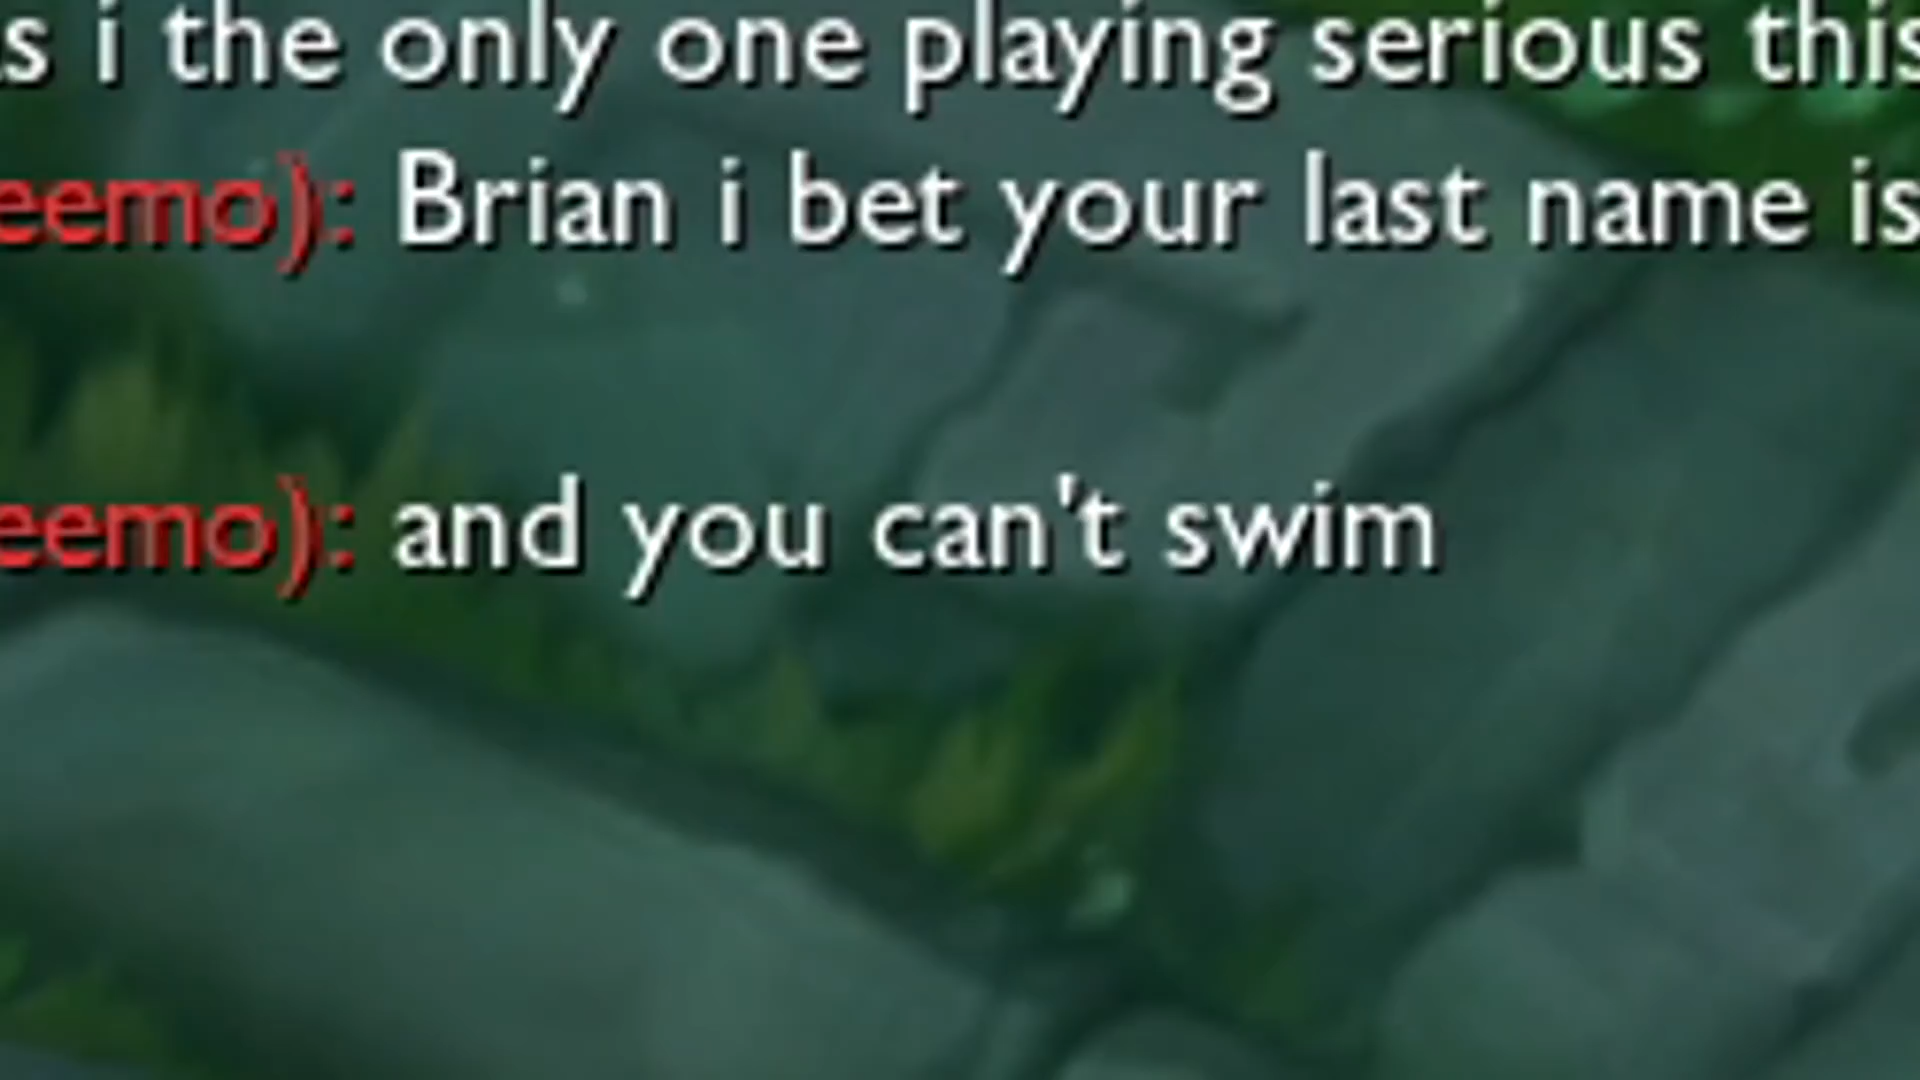 s i the only one playing serious this
eemo): Brian i bet your last name is
eemo): and you can't swim